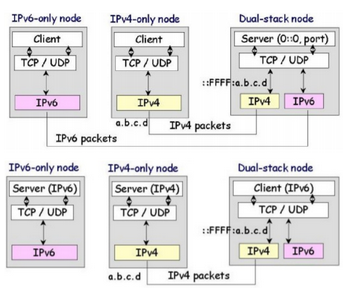 IPv6-only node IPv4-only node Dual-stack node
Client Client Server (0::0, port)
TCP / UDP TCP / UDP TCP / UDP
::FFFF:a.b.c.d
IPv6 IPv4 IPv4 IPv6
a.b.c.d IPv4 packets
IPv6 packets
IPv6-only node IPv4-only node Dual-stack node
Server (IPv6) Server (IPv4) Client (IPv6)
TCP / UDP TCP / UDP TCP / UDP
::FFFF:a.b.c.d
IPv6 IPv4 IPv4 IPv6
a.b.c.d IPv4 packets